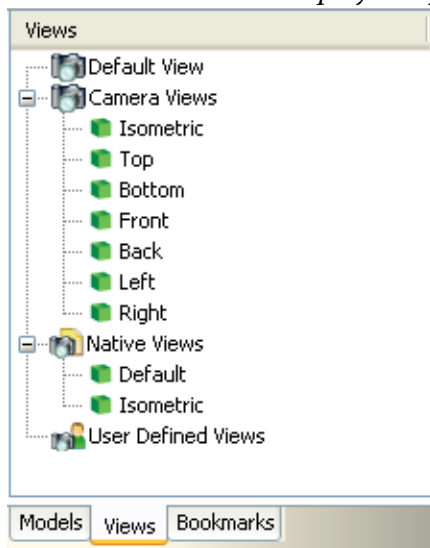 Views
Default View
Camera Views
Isometric
Top
Bottom
Front
Back
Left
Right
Native Views
Default
Isometric
User Defined Views
Models Views Bookmarks